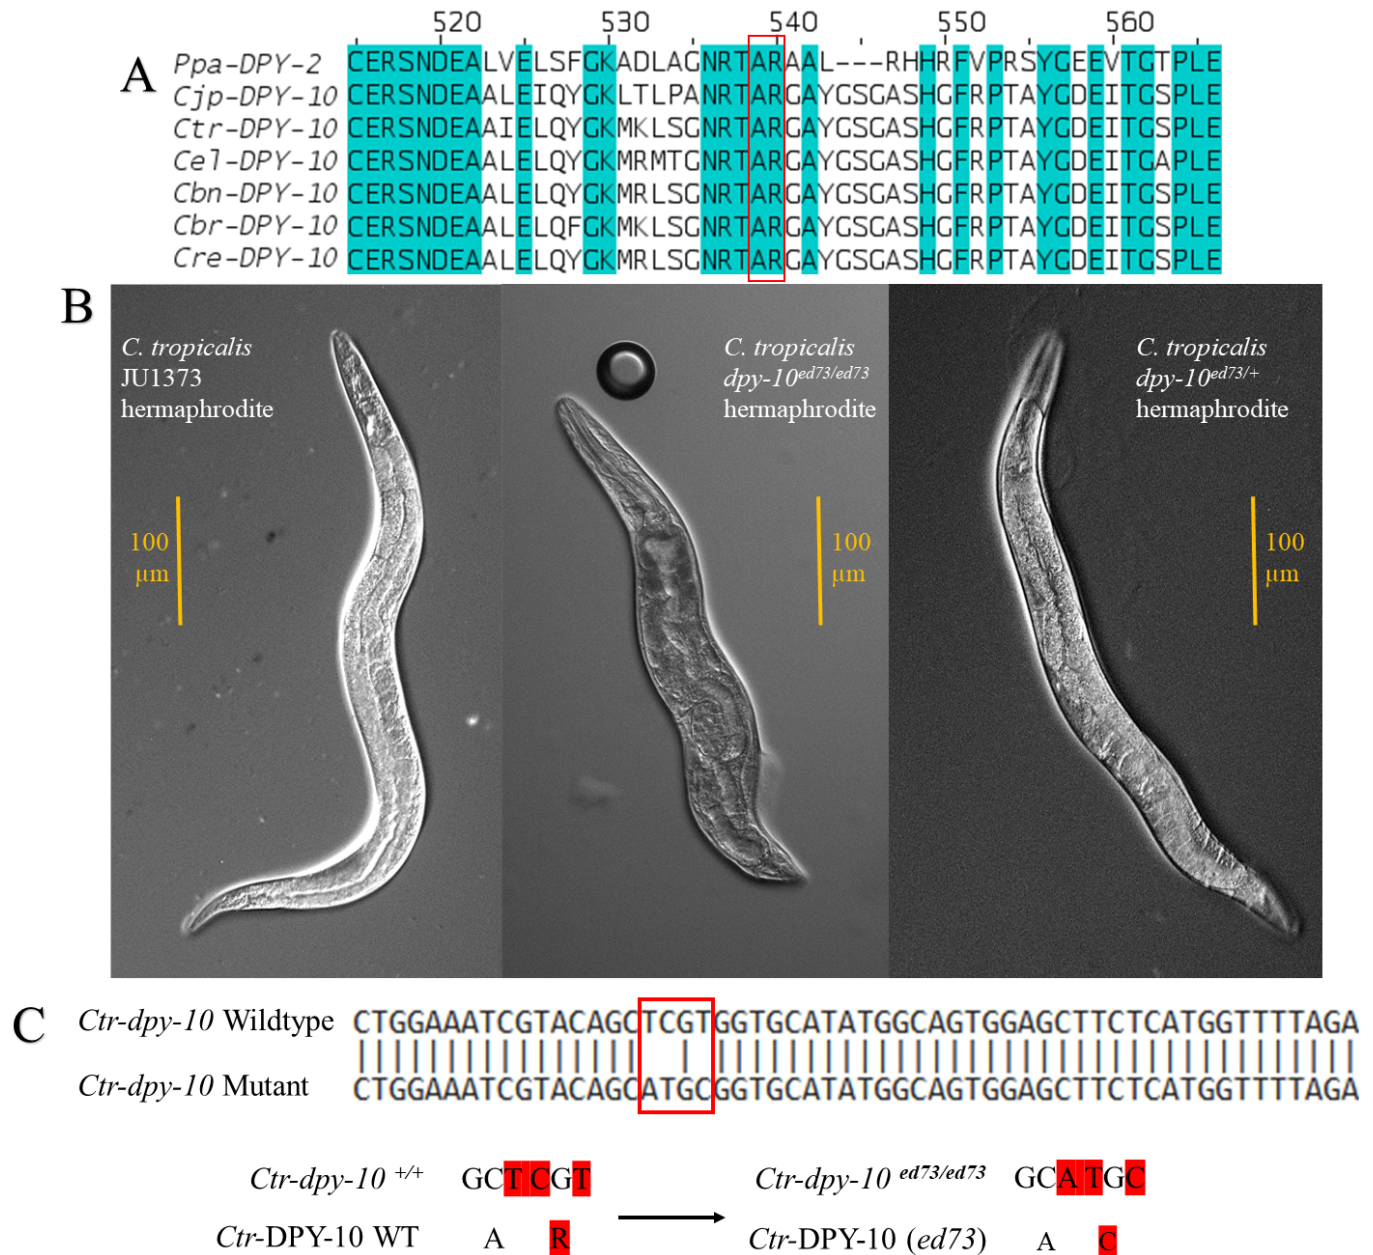 520 530 540 550 560
A
Ppa-DPY-2 CERSNDEALVELSFGKADLAGNRTARAAL---RHHRFVPRSYGEEVTGTPLE
Cjp-DPY-10 CERSNDEAALEIQYGKLTLPANRTARGAYGSGASHGFRPTAYGDEITGSPLE
Ctr-DPY-10 CERSNDEAAIELQYGKMKLSGNRTARGAYGSGASHGFRPTAYGDEITGSPLE
Cel-DPY-10 CERSNDEAALELQYGKMRMTGNRTARGAYGSGASHGFRPTAYGDEITGAPLE
Cbn-DPY-10 CERSNDEAALELQYGKMRLSGNRTARGAYGSGASHGFRPTAYGDEITGSPLE
Cbr-DPY-10 CERSNDEAALELQFGKMKLSGNRTARGAYGSGASHGFRPTAYGDEITGSPLE
Cre-DPY-10 CERSNDEAALELQYGKMRLSGNRTARGAYGSGASHGFRPTAYGDEITGSPLE
B
C. tropicalis
JU1373
hermaphrodite
100
µm
C. tropicalis
dpy-10ed73/ed73
hermaphrodite
100
µm
C. tropicalis
dpy-10ed73/+
hermaphrodite
100
µm
C
Ctr-dpy-10 Wildtype CTGGAAATCGTACAGCTCGTGGTGCATATGGCAGTGGAGCTTCTCATGGTTTTAGA
Ctr-dpy-10 Mutant CTGGAAATCGTACAGCATGCGGTGCATATGGCAGTGGAGCTTCTCATGGTTTTAGA
Ctr-dpy-10 +/+ GCTCGT
Ctr-DPY-10 WT A R
Ctr-dpy-10 ed73/ed73 GCATGC
Ctr-DPY-10 (ed73) A C